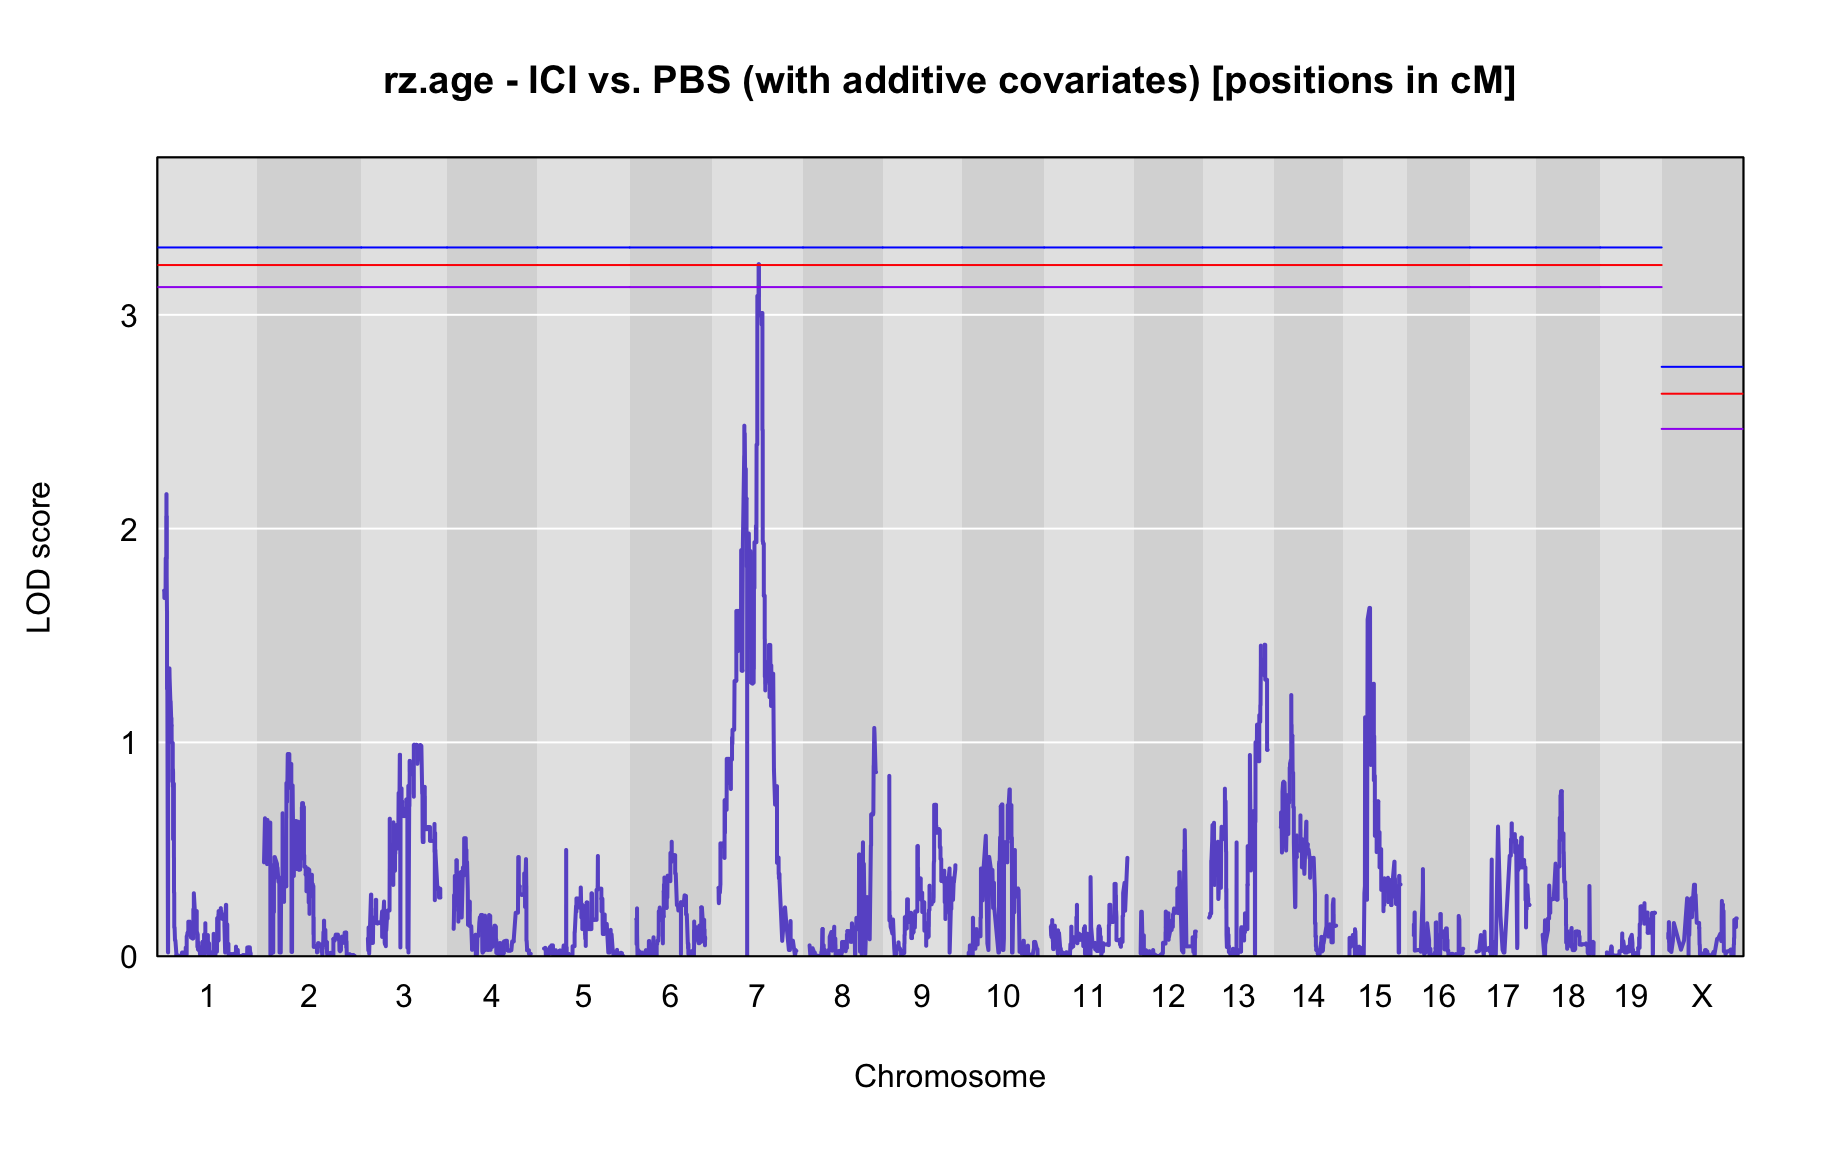 rz.age - ICI vs. PBS (with additive covariates) [positions in cM]
LOD score
3
2
1
0
1 2 3 4 5 6 7 8 9 10 11 12 13 14 15 16 17 18 19 X
Chromosome